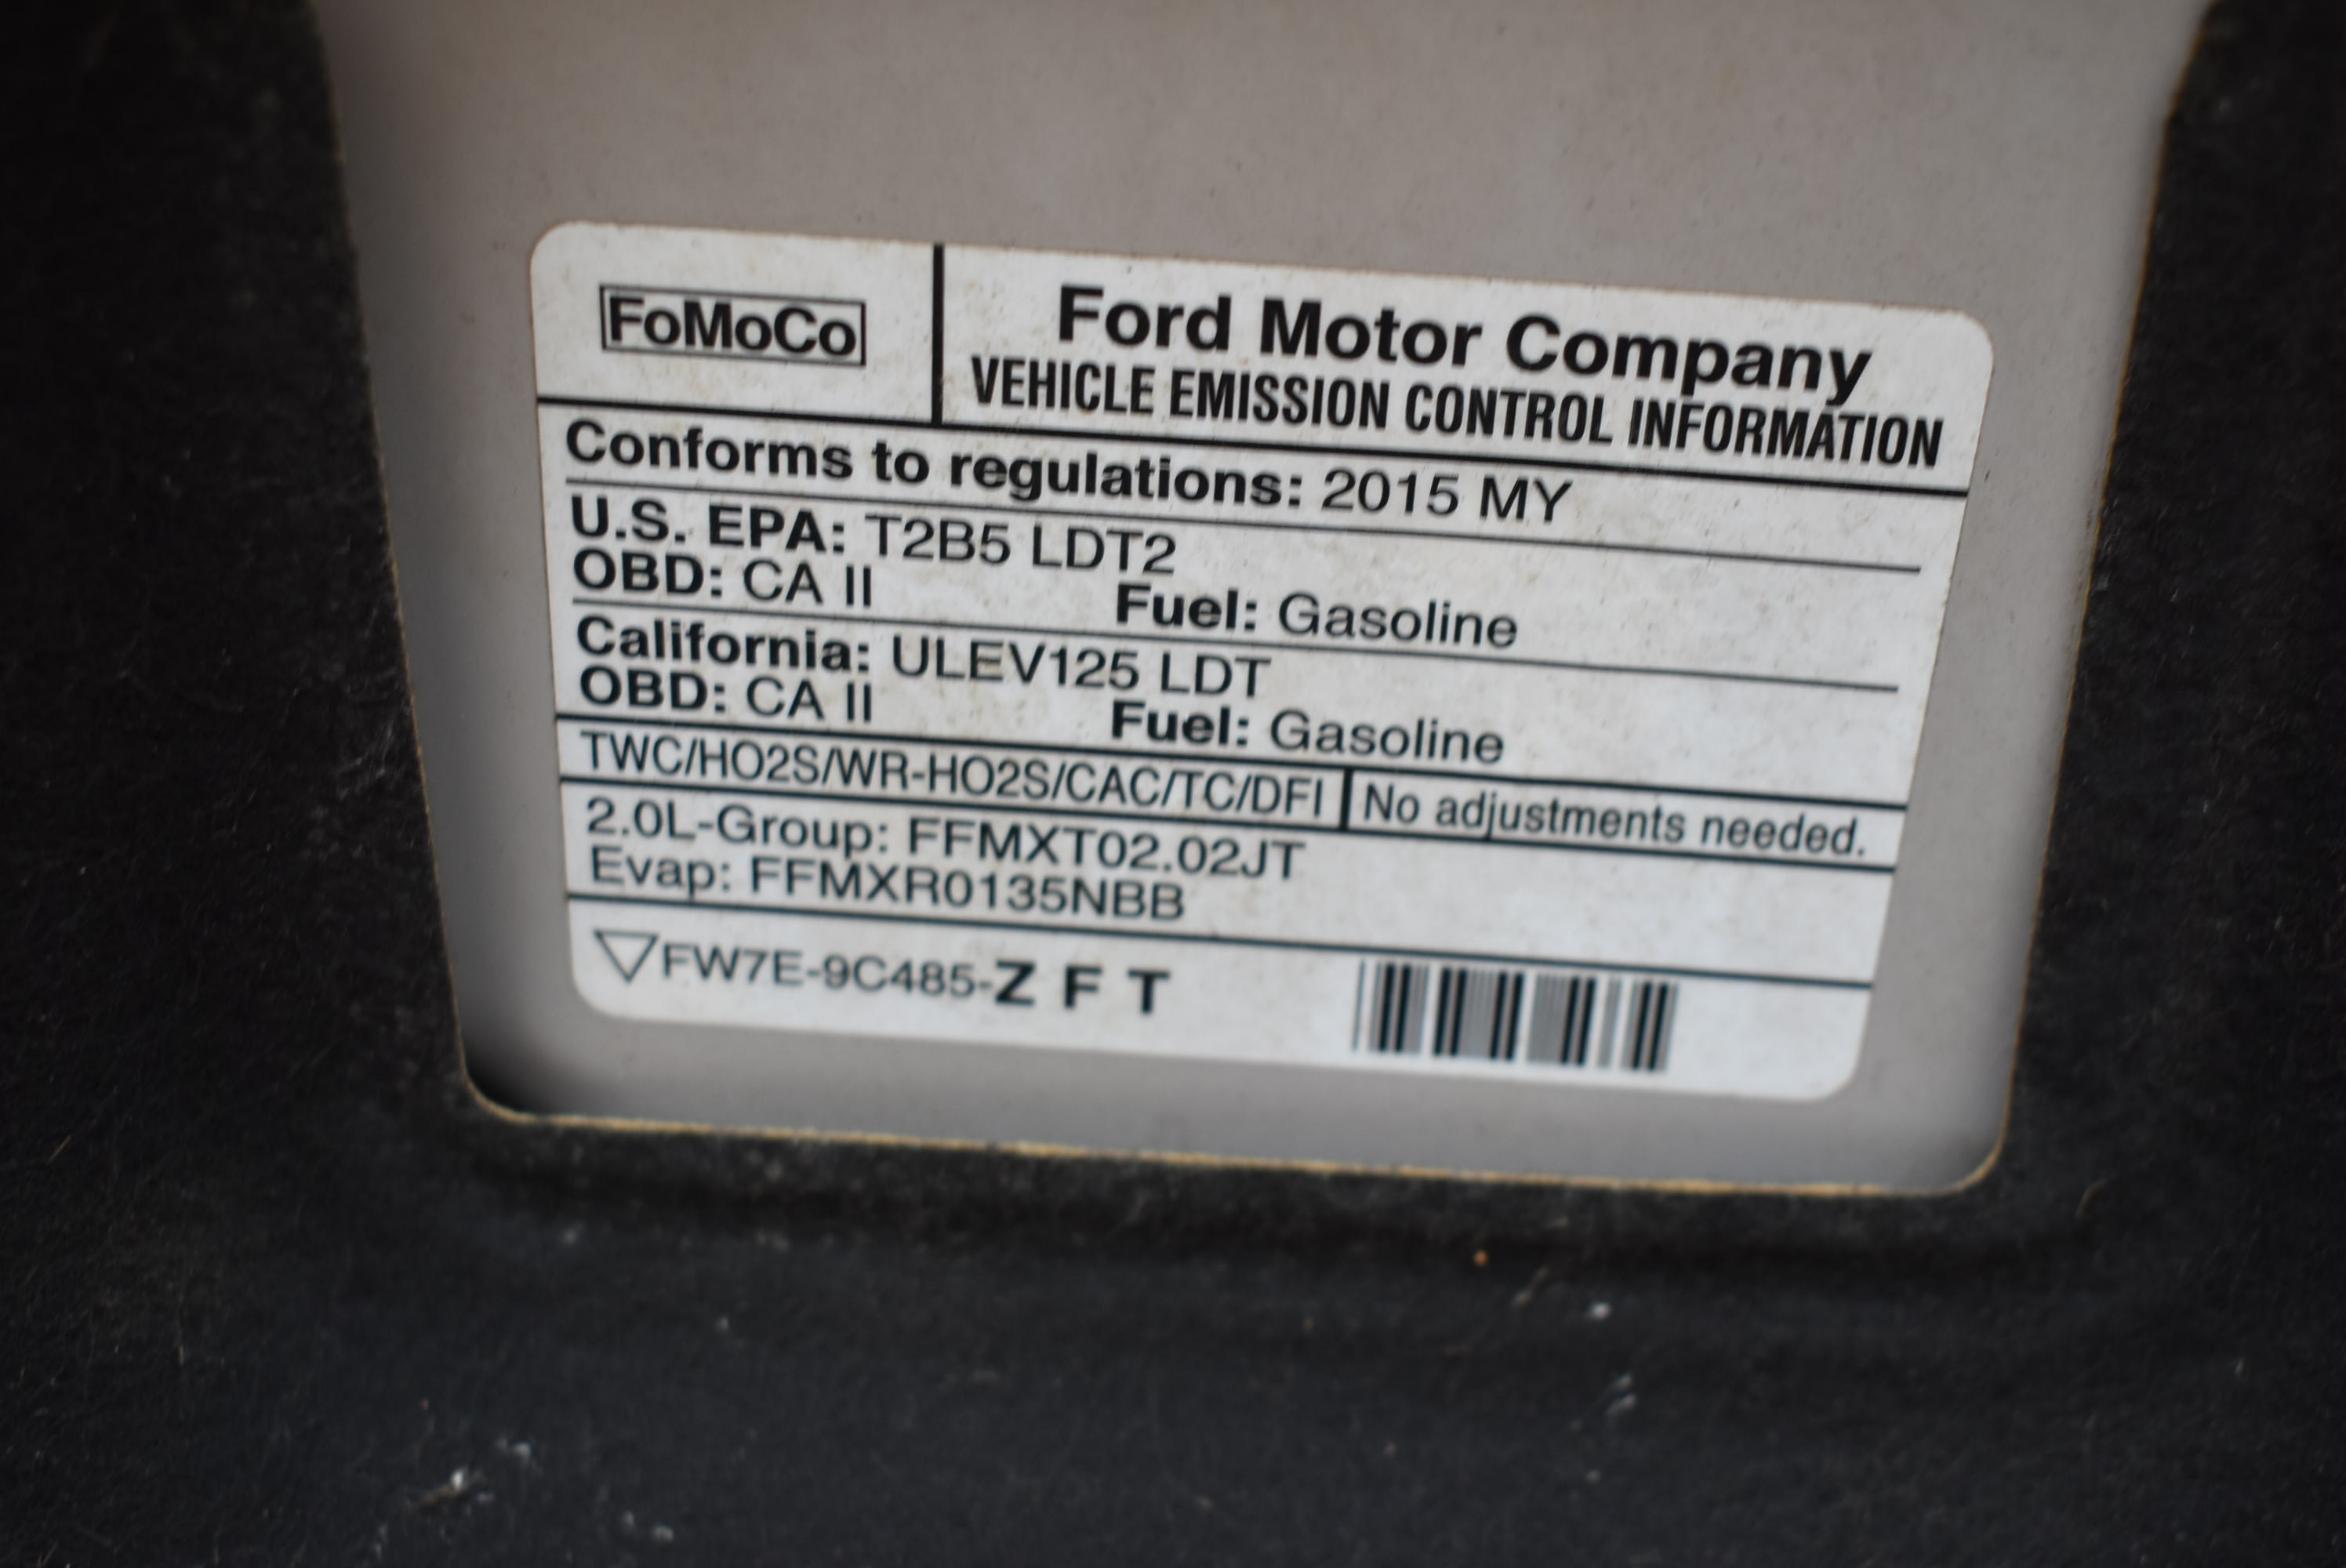 FoMoCo
Ford Motor Company
VEHICLE EMISSION CONTROL INFORMATION
Conforms to regulations: 2015 MY
U.S. EPA: T2B5 LDT2
OBD: CA II Fuel: Gasoline
California: ULEV125 LDT
OBD: CA II Fuel: Gasoline
TWC/HO2S/WR-HO2S/CAC/TC/DFI No adjustments needed.
2.0L-Group: FFMXT02.02JT
Evap: FFMXR0135NBB
FW7E-9C485-Z F T